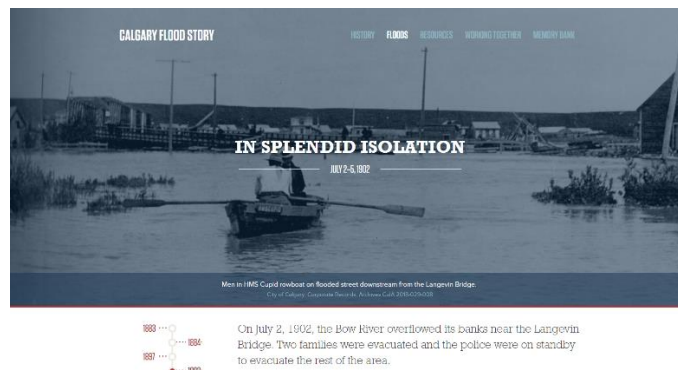 CALGARY FLOOD STORY
HISTORY FLOODS RESOURCES WORKING TOGETHER MEMORY BANK
IN SPLENDID ISOLATION
JULY 2-5, 1902
Men in HMS Cupid rowboat on flooded street downstream from the Langevin Bridge.
City of Calgary, Corporate Records, Archives
1883
1884
1897
On July 2, 1902, the Bow River overflowed its banks near the Langevin
Bridge. Two families were evacuated and the police were on standby
to evacuate the rest of the area.